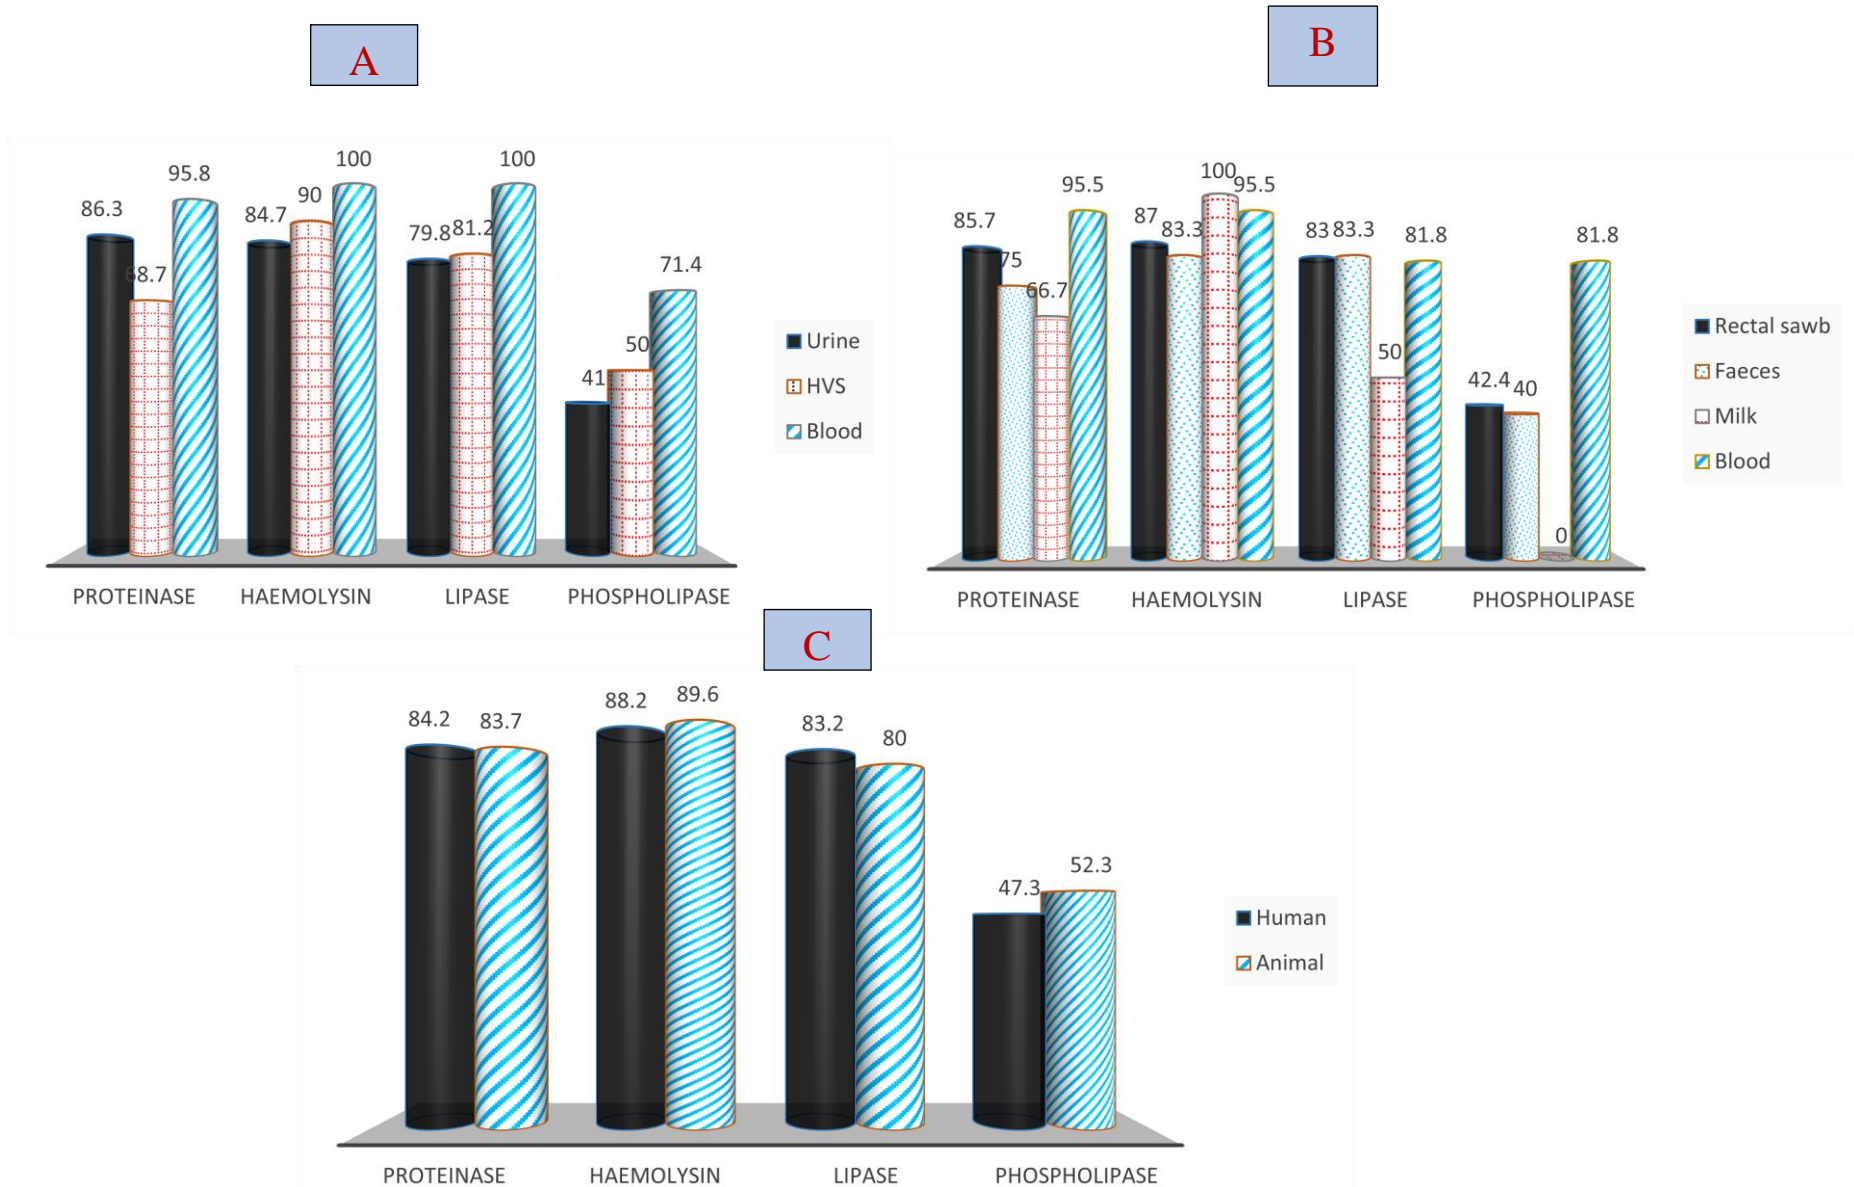 A
86.3
68.7
95.8
84.7
90
100
79.8
81.2
100
41
50
71.4
PROTEINASE
HAEMOLYSIN
LIPASE
PHOSPHOLIPASE
Urine
HVS
Blood
B
85.7
75
66.7
95.5
87
83.3
100
95.5
83
83.3
50
81.8
42.4
40
0
81.8
PROTEINASE
HAEMOLYSIN
LIPASE
PHOSPHOLIPASE
Rectal sawb
Faeces
Milk
Blood
C
84.2
83.7
88.2
89.6
83.2
80
47.3
52.3
PROTEINASE
HAEMOLYSIN
LIPASE
PHOSPHOLIPASE
Human
Animal